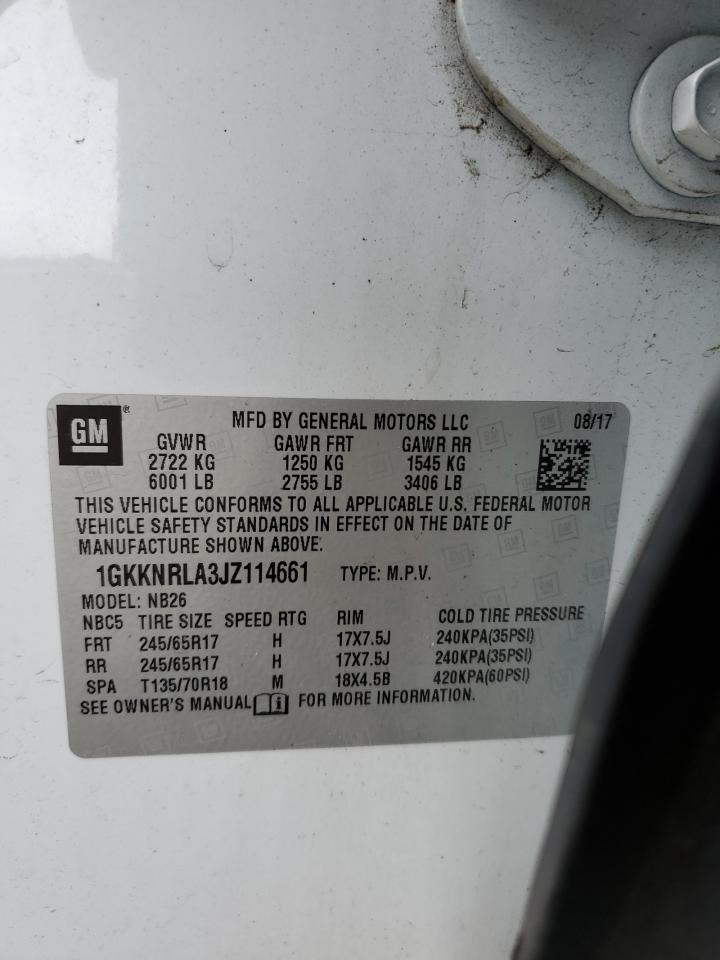 GM ® MFD BY GENERAL MOTORS LLC 08/17
GVWR GAWR FRT GAWR RR
2722 KG 1250 KG 1545 KG
6001 LB 2755 LB 3406 LB
THIS VEHICLE CONFORMS TO ALL APPLICABLE U.S. FEDERAL MOTOR
VEHICLE SAFETY STANDARDS IN EFFECT ON THE DATE OF
MANUFACTURE SHOWN ABOVE.
1GKKNRLA3JZ114661 TYPE: M.P.V.
MODEL: NB26
NBC5 TIRE SIZE SPEED RTG RIM COLD TIRE PRESSURE
FRT 245/65R17 H 17X7.5J 240KPA(35PSI)
RR 245/65R17 H 17X7.5J 240KPA(35PSI)
SPA T135/70R18 M 18X4.5B 420KPA(60PSI)
SEE OWNER'S MANUAL FOR MORE INFORMATION.